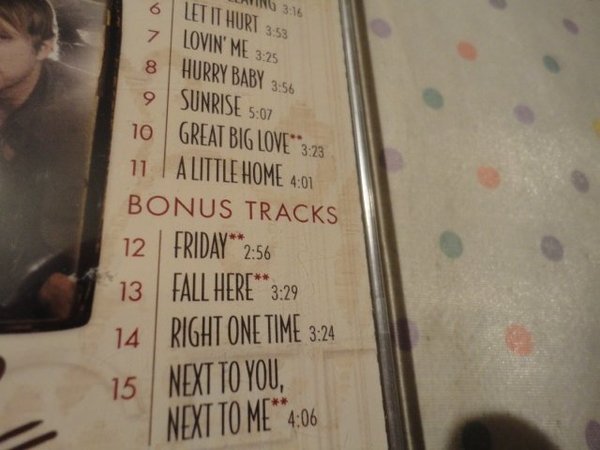 6 LEAVING 3:16
7 LET IT HURT 3:53
8 LOVIN' ME 3:25
9 HURRY BABY 3:56
SUNRISE 5:07
10 GREAT BIG LOVE** 3:23
11 A LITTLE HOME 4:01
BONUS TRACKS
12 FRIDAY** 2:56
13 FALL HERE** 3:29
14 RIGHT ONE TIME 3:24
15 NEXT TO YOU,
NEXT TO ME** 4:06